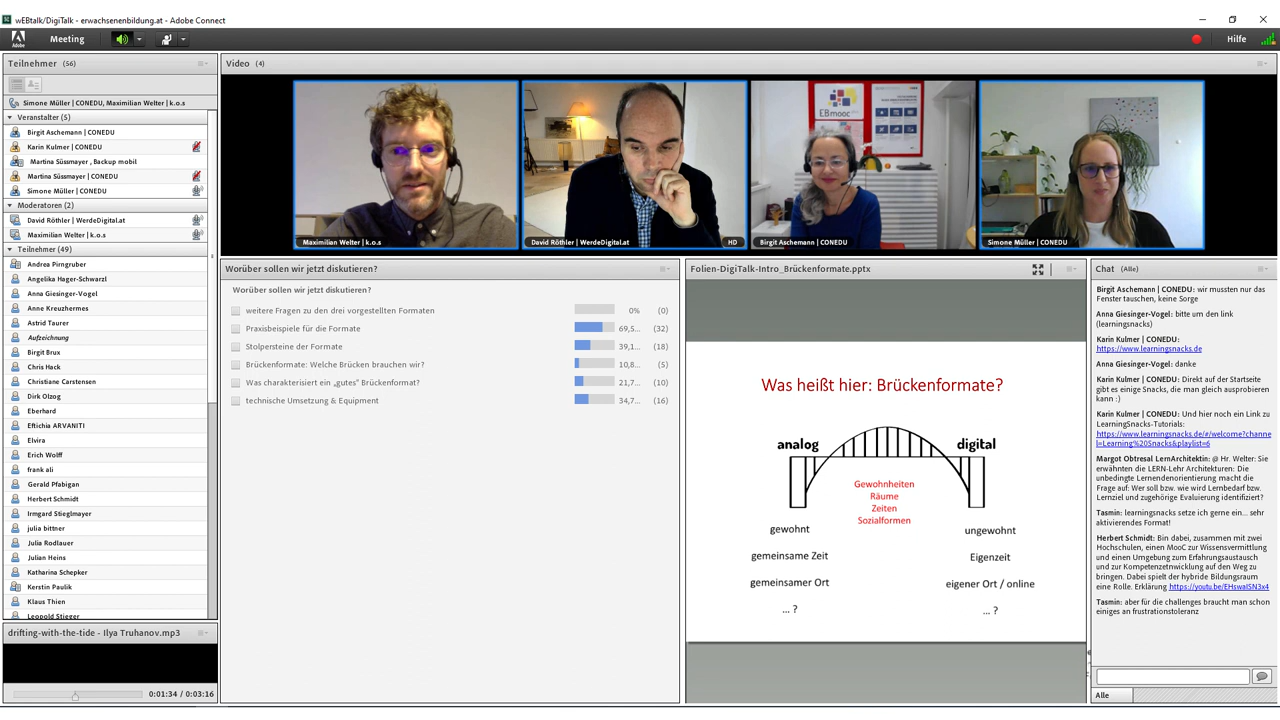 wEBtalk/DigiTalk - erwachsenenbildung.at - Adobe Connect
Adobe
Meeting
Hilfe
Teilnehmer (56)
Simone Müller | CONEDU, Maximilian Welter | k.o.s
Veranstalter (5)
Birgit Aschemann | CONEDU
Karin Kulmer | CONEDU
Martina Süssmayer , Backup mobil
Martina Süssmayer | CONEDU
Simone Müller | CONEDU
Moderatoren (2)
David Röthler | WerdeDigital.at
Maximilian Welter | k.o.s
Teilnehmer (49)
Andrea Pirngruber
Angelika Hager-Schwarzl
Anna Giesinger-Vogel
Anne Kreuzhermes
Astrid Taurer
Aufzeichnung
Birgit Brux
Chris Hack
Christiane Carstensen
Dirk Olzog
Eberhard
Eftichia ARVANITI
Elvira
Erich Wolff
frank ali
Gerald Pfabigan
Herbert Schmidt
Irmgard Stieglmayer
julia bittner
Julia Rodlauer
Julian Heins
Katharina Schepker
Kerstin Paulik
Klaus Thien
Leopold Stieger
drifting-with-the-tide - Ilya Truhanov.mp3
0:01:34 / 0:03:16
Video (4)
EBmooc
Maximilian Welter | k.o.s
David Röthler | WerdeDigital.at
HD
Birgit Aschemann | CONEDU
Simone Müller | CONEDU
Worüber sollen wir jetzt diskutieren?
Worüber sollen wir jetzt diskutieren?
weitere Fragen zu den drei vorgestellten Formaten 0% (0)
Praxisbeispiele für die Formate 69,5... (32)
Stolpersteine der Formate 39,1... (18)
Brückenformate: Welche Brücken brauchen wir? 10,8... (5)
Was charakterisiert ein „gutes" Brückenformat? 21,7... (10)
technische Umsetzung & Equipment 34,7... (16)
Folien-DigiTalk-Intro_Brückenformate.pptx
Was heißt hier: Brückenformate?
analog digital
Gewohnheiten
Räume
Zeiten
Sozialformen
gewohnt ungewohnt
gemeinsame Zeit Eigenzeit
gemeinsamer Ort eigener Ort / online
... ? ... ?
Chat (Alle)
Birgit Aschemann | CONEDU: wir mussten nur das
Fenster tauschen, keine Sorge
Anna Giesinger-Vogel: bitte um den link
(learningsnacks)
Karin Kulmer | CONEDU:
https://www.learningsnacks.de
Anna Giesinger-Vogel: danke
Karin Kulmer | CONEDU: Direkt auf der Startseite
gibt es einige Snacks, die man gleich ausprobieren
kann :)
Karin Kulmer | CONEDU: Und hier noch ein Link zu
LearningSnacks-Tutorials:
https://www.learningsnacks.de/#/welcome?channe
l=Learning%20Snacks&playlist=6
Margot Obtresal LernArchitektin: @ Hr. Welter: Sie
erwähnten die LERN-Lehr Architekturen: Die
unbedingte Lernendenorientierung macht die
Frage auf: Wer soll bzw. wie wird Lernbedarf bzw.
Lernziel und zugehörige Evaluierung identifiziert?
Tasmin: learningsnacks setze ich gerne ein... sehr
aktivierendes Format!
Herbert Schmidt: Bin dabei, zusammen mit zwei
Hochschulen, einen MooC zur Wissensvermittlung
und einen Umgebung zum Erfahrungsaustausch
und zur Kompetenzentwicklung auf den Weg zu
bringen. Dabei spielt der hybride Bildungsraum
eine Rolle. Erklärung https://youtu.be/EHswaISN3x4
Tasmin: aber für die challenges braucht man schon
einiges an frustrationstoleranz
Alle